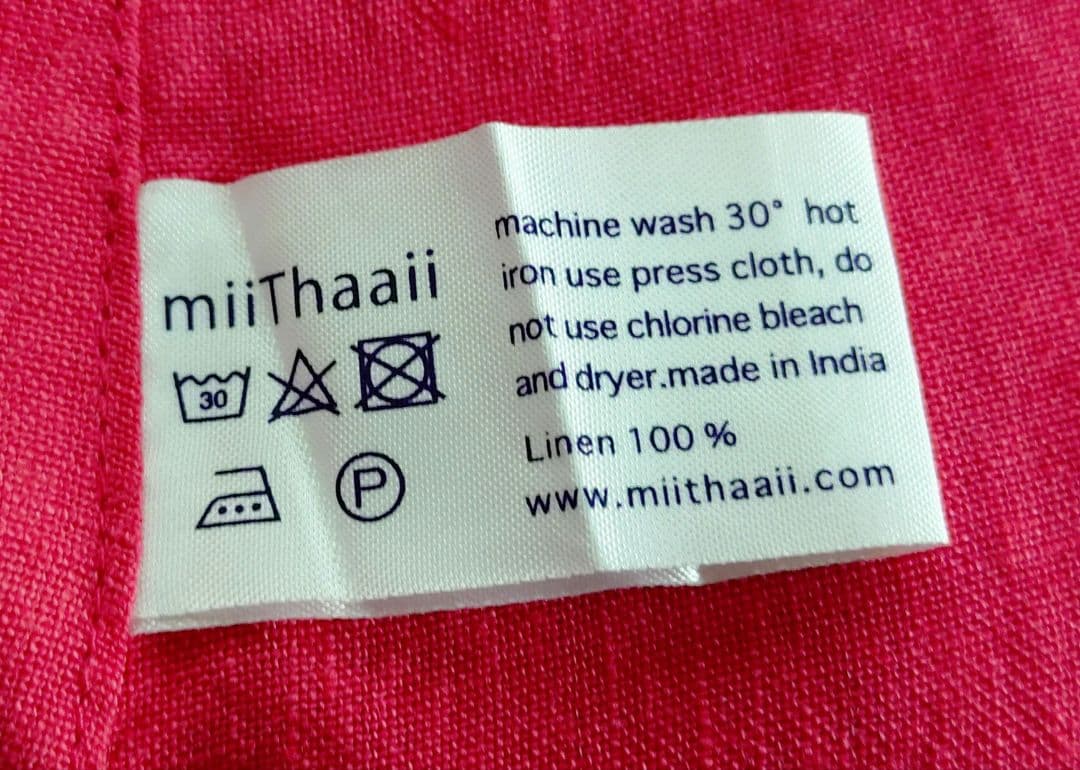 miiThaaii
30
P
machine wash 30° hot
iron use press cloth, do
not use chlorine bleach
and dryer.made in India
Linen 100 %
www.miithaaii.com